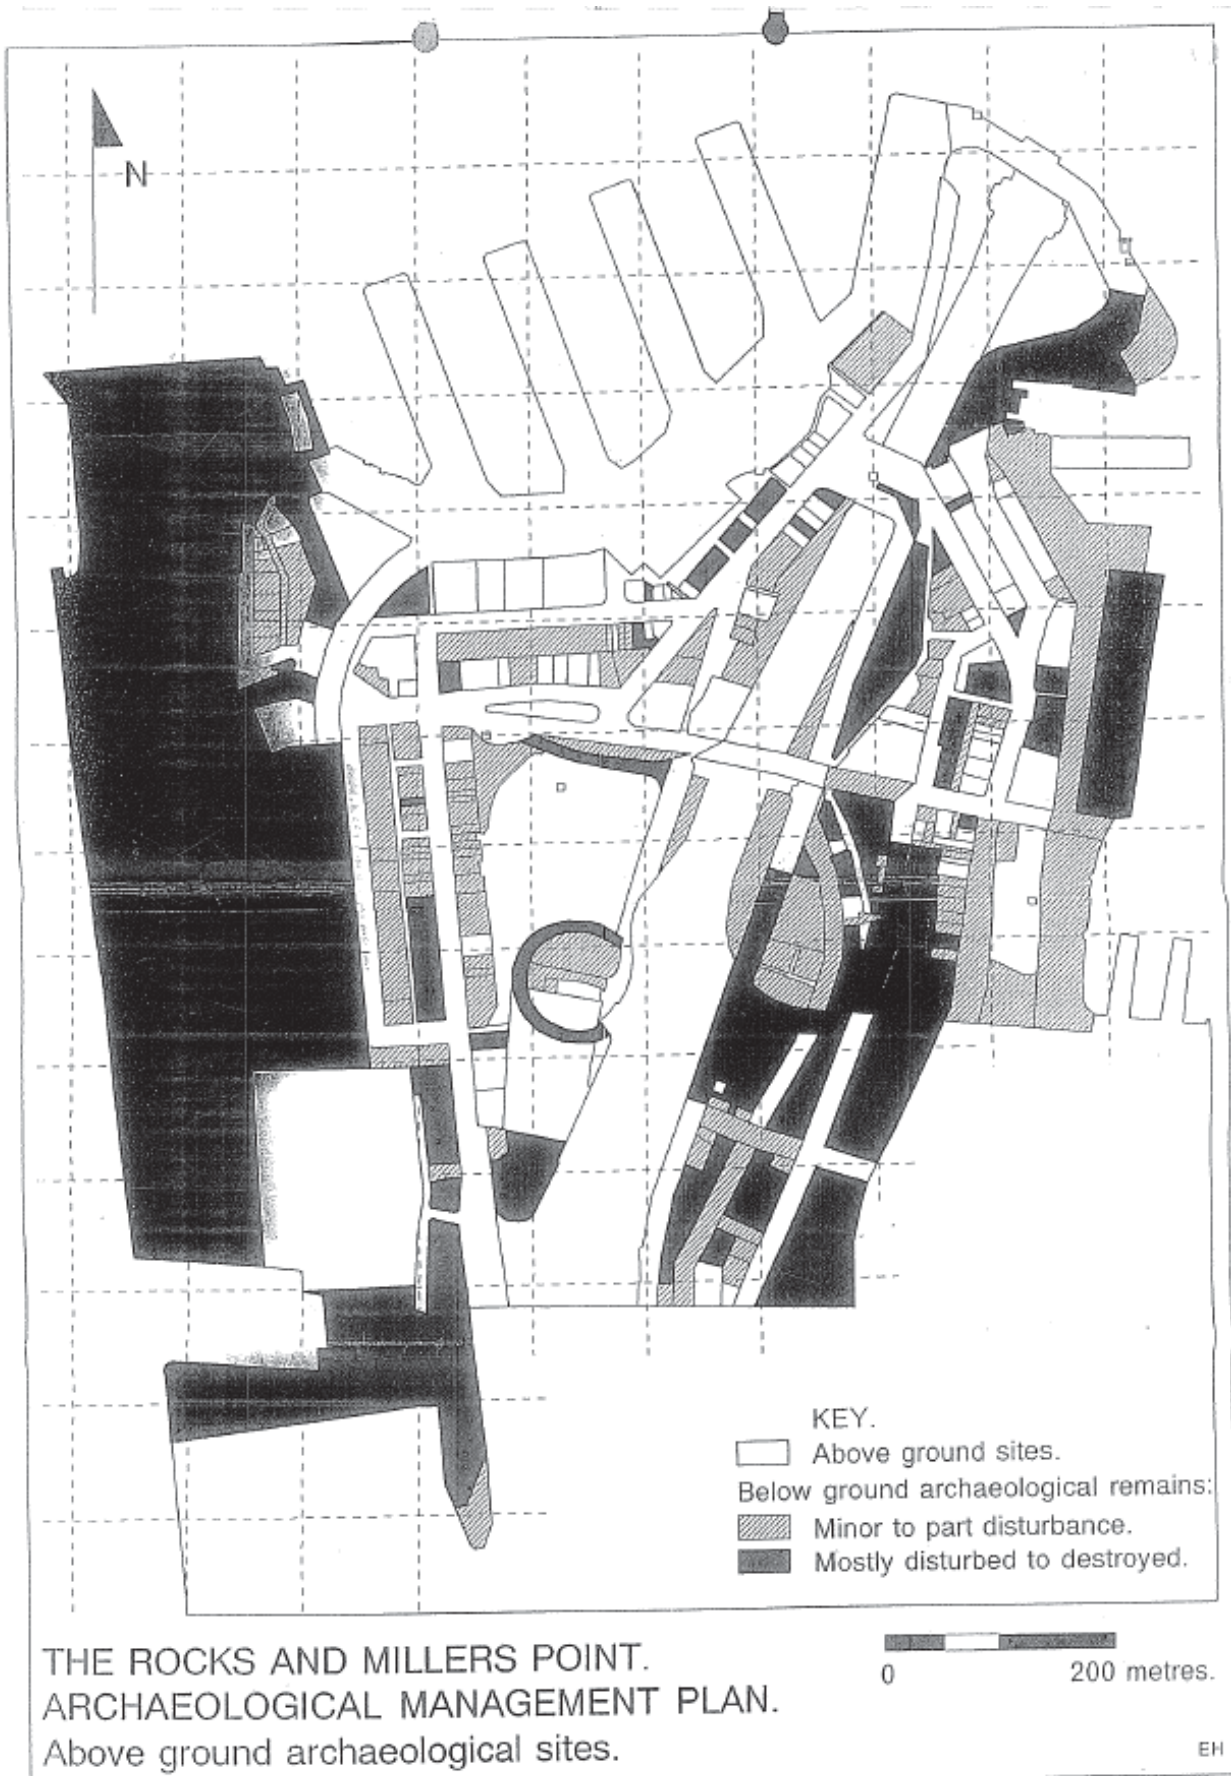 N
KEY.
Above ground sites.
Below ground archaeological remains:
Minor to part disturbance.
Mostly disturbed to destroyed.
0 200 metres.
THE ROCKS AND MILLERS POINT.
ARCHAEOLOGICAL MANAGEMENT PLAN.
Above ground archaeological sites.
EH